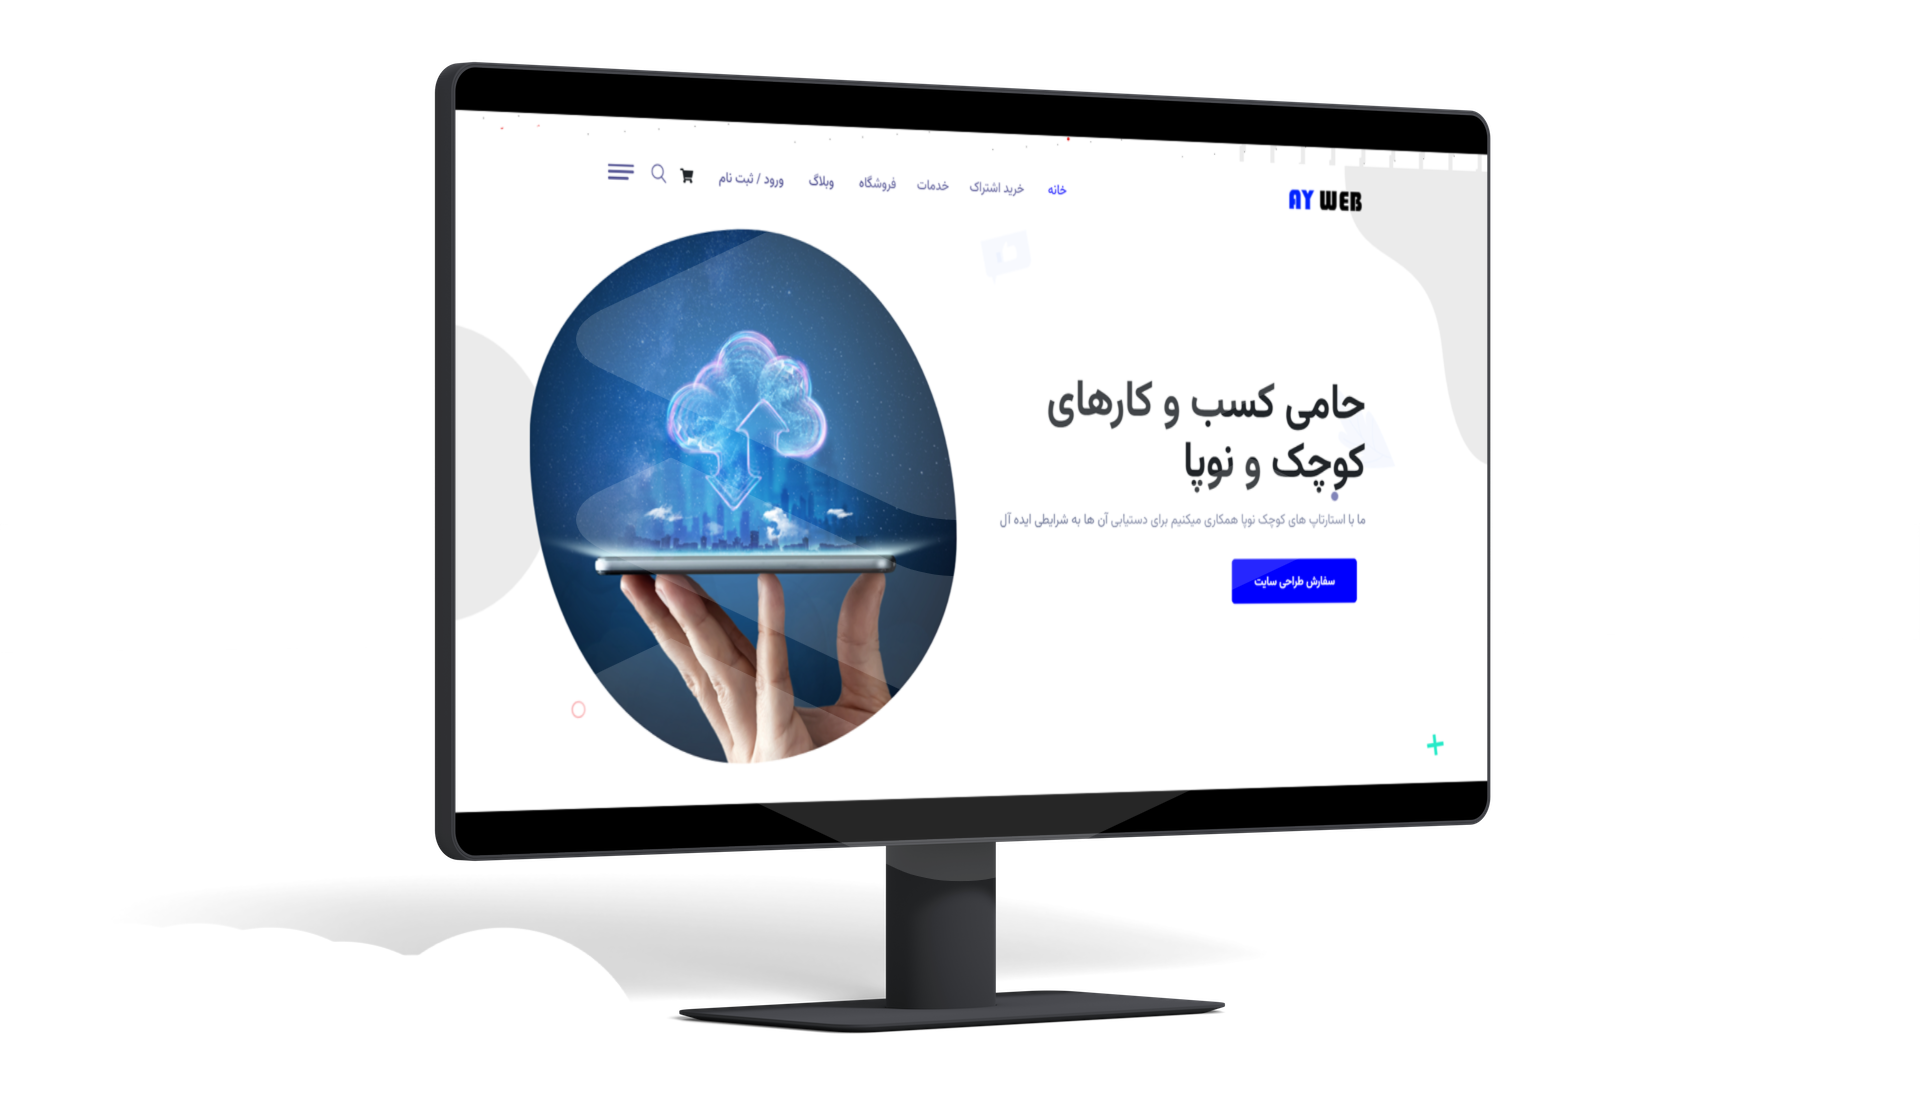 AY WEB
خانه
خرید اشتراک
خدمات
فروشگاه
وبلاگ
ورود / ثبت نام
حامی کسب و کارهای
کوچک و نوپا
ما با استارتاپ های کوچک نوپا همکاری میکنیم برای دستیابی آن ها به شرایطی ایده آل
سفارش طراحی سایت